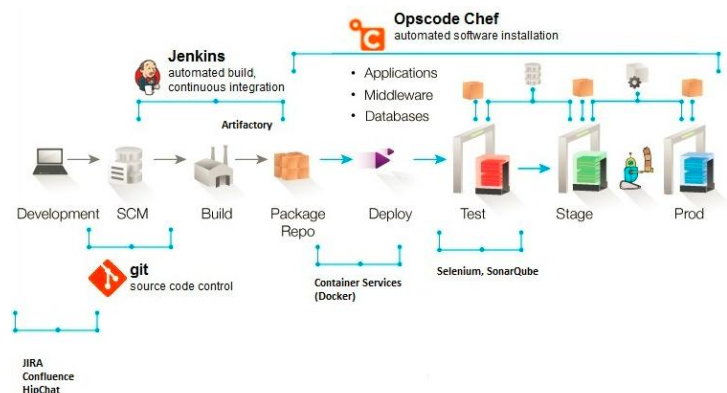 Opscode Chef
automated software installation
Jenkins
automated build,
continuous integration
• Applications
• Middleware
• Databases
Artifactory
Development
SCM
Build
Package
Repo
Deploy
Test
Stage
Prod
git
source code control
Container Services
(Docker)
Selenium, SonarQube
JIRA
Confluence
HipChat